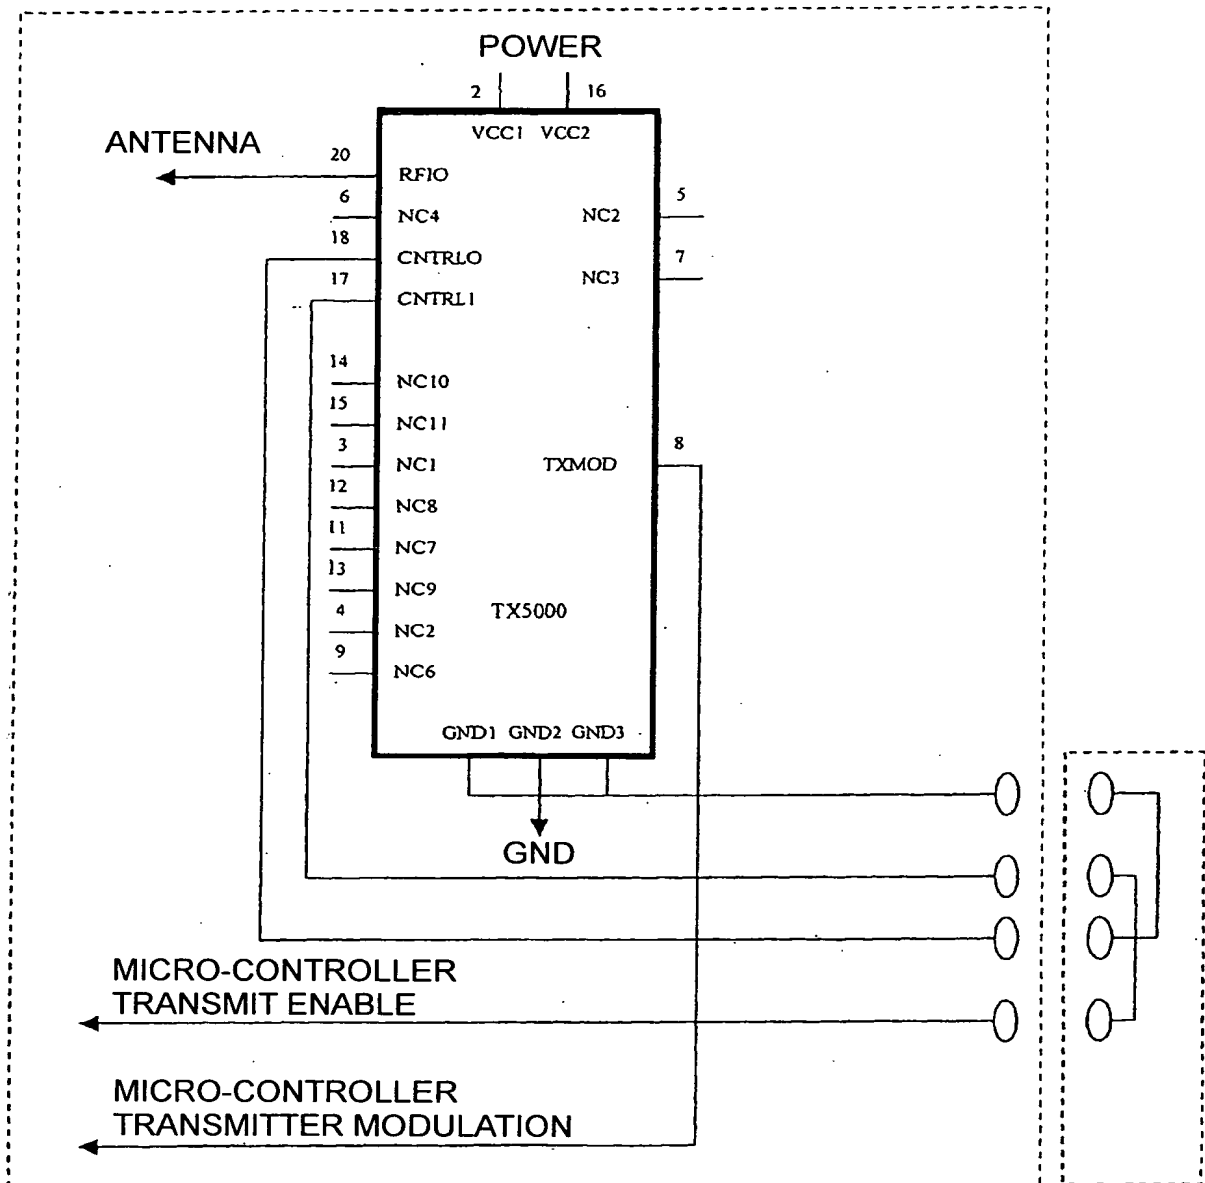 POWER
2 16
VCC1 VCC2
ANTENNA
20
RFIO
6
NC4
5
NC2
18
CNTRLO
7
NC3
17
CNTRL1
14
NC10
15
NC11
3
NC1
8
TXMOD
12
NC8
11
NC7
13
NC9
4
NC2
TX5000
9
NC6
GND1 GND2 GND3
GND
MICRO-CONTROLLER
TRANSMIT ENABLE
MICRO-CONTROLLER
TRANSMITTER MODULATION